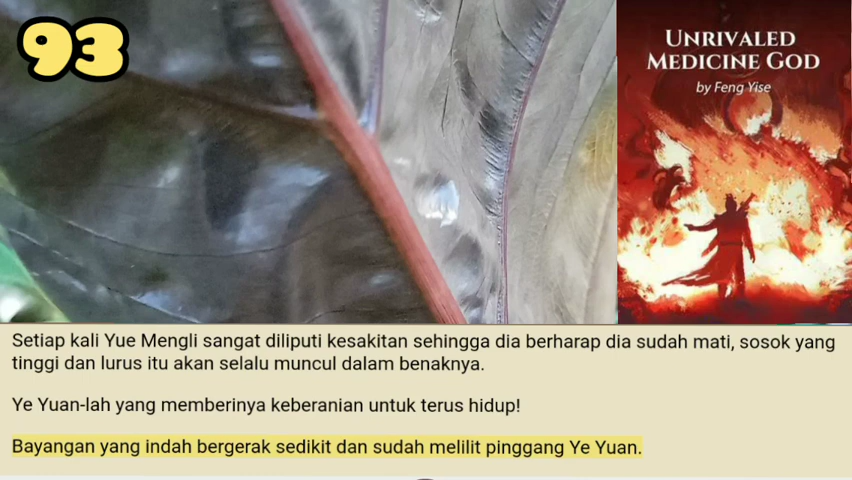 93
UNRIVALED
MEDICINE GOD
by Feng Yise
Setiap kali Yue Mengli sangat diliputi kesakitan sehingga dia berharap dia sudah mati, sosok yang
tinggi dan lurus itu akan selalu muncul dalam benaknya.
Ye Yuan-lah yang memberinya keberanian untuk terus hidup!
Bayangan yang indah bergerak sedikit dan sudah melilit pinggang Ye Yuan.